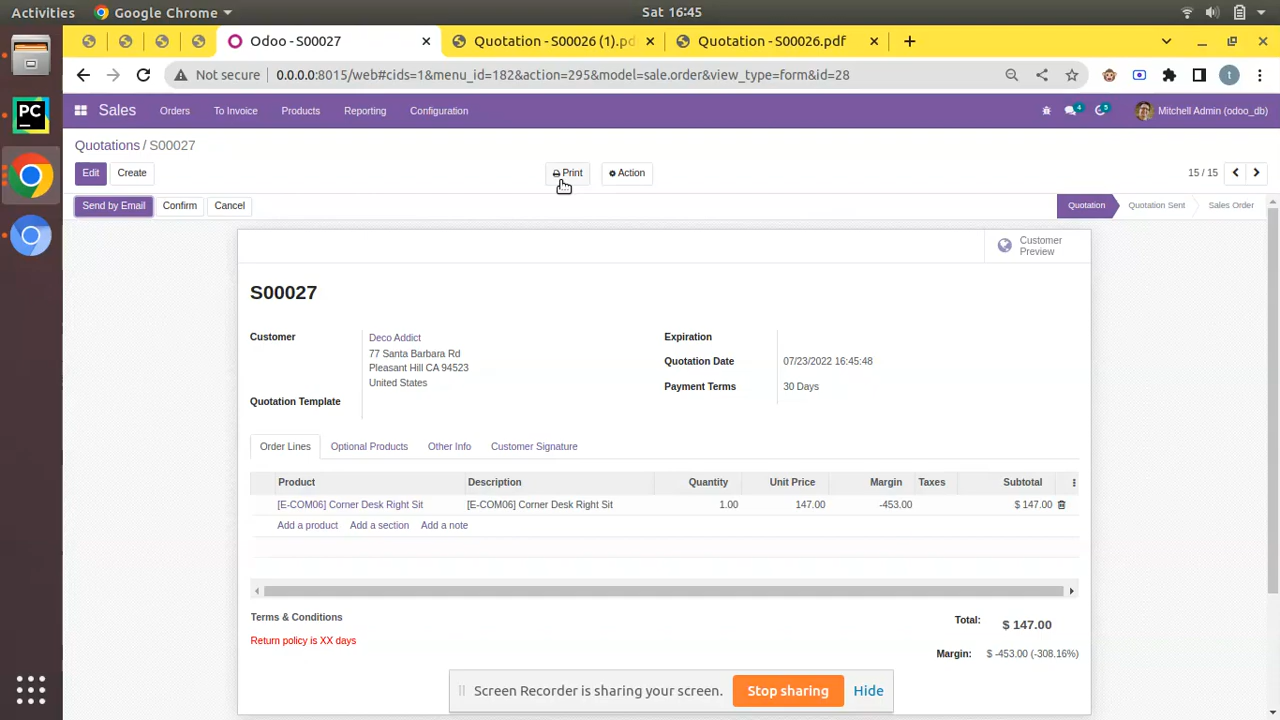 Activities Google Chrome Sat 16:45
Odoo - S00027 Quotation - S00026 (1).pd Quotation - S00026.pdf
Not secure 0.0.0.0:8015/web#cids=1&menu_id=182&action=295&model=sale.order&view_type=form&id=28 t
PC
Sales Orders To Invoice Products Reporting Configuration 4 5 Mitchell Admin (odoo_db)
Quotations / S00027
Edit Create Print Action 15 / 15
Send by Email Confirm Cancel Quotation Quotation Sent Sales Order
Customer
Preview
S00027
Customer Deco Addict Expiration
77 Santa Barbara Rd
Quotation Date 07/23/2022 16:45:48
Pleasant Hill CA 94523
United States Payment Terms 30 Days
Quotation Template
Order Lines Optional Products Other Info Customer Signature
Product Description Quantity Unit Price Margin Taxes Subtotal
[E-COM06] Corner Desk Right Sit [E-COM06] Corner Desk Right Sit 1.00 147.00 -453.00 $ 147.00
Add a product Add a section Add a note
Terms & Conditions Total: $ 147.00
Return policy is XX days
Margin: $ -453.00 (-308.16%)
Screen Recorder is sharing your screen. Stop sharing Hide